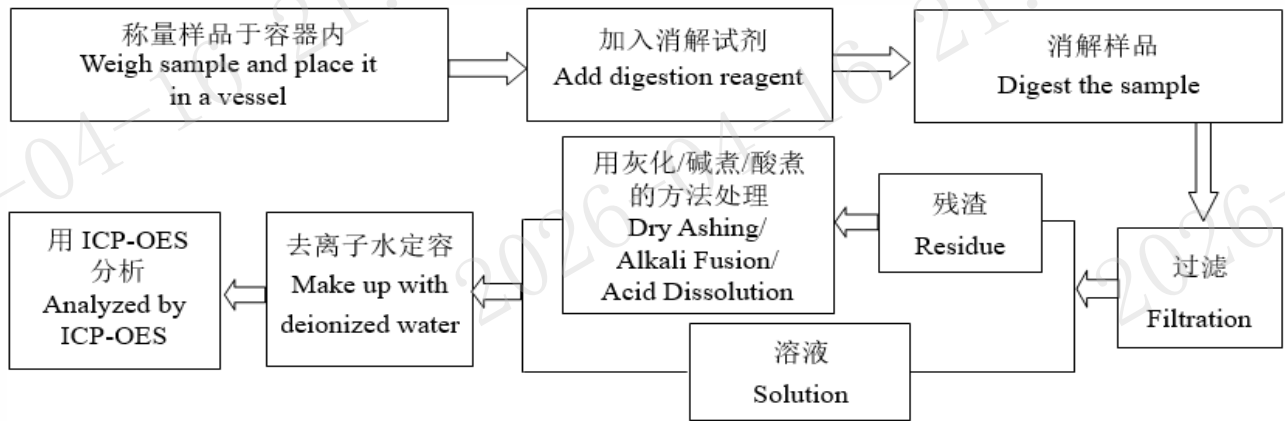 称量样品于容器内
Weigh sample and place it
in a vessel
加入消解试剂
Add digestion reagent
消解样品
Digest the sample
过滤
Filtration
残渣
Residue
用灰化/碱煮/酸煮
的方法处理
Dry Ashing/
Alkali Fusion/
Acid Dissolution
溶液
Solution
去离子水定容
Make up with
deionized water
用 ICP-OES
分析
Analyzed by
ICP-OES